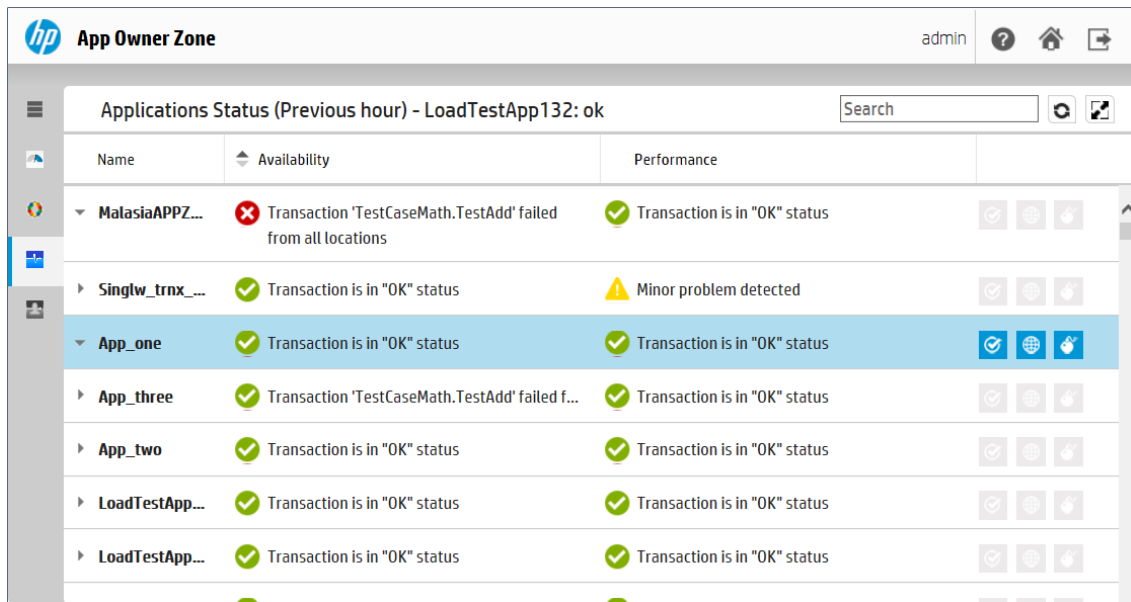 hp App Owner Zone admin
Applications Status (Previous hour) - LoadTestApp132: ok Search
Name Availability Performance
MalasiaAPPZ... Transaction 'TestCaseMath.TestAdd' failed Transaction is in "OK" status
from all locations
Singlw_trnx_... Transaction is in "OK" status Minor problem detected
App_one Transaction is in "OK" status Transaction is in "OK" status
App_three Transaction 'TestCaseMath.TestAdd' failed f... Transaction is in "OK" status
App_two Transaction is in "OK" status Transaction is in "OK" status
LoadTestApp... Transaction is in "OK" status Transaction is in "OK" status
LoadTestApp... Transaction is in "OK" status Transaction is in "OK" status